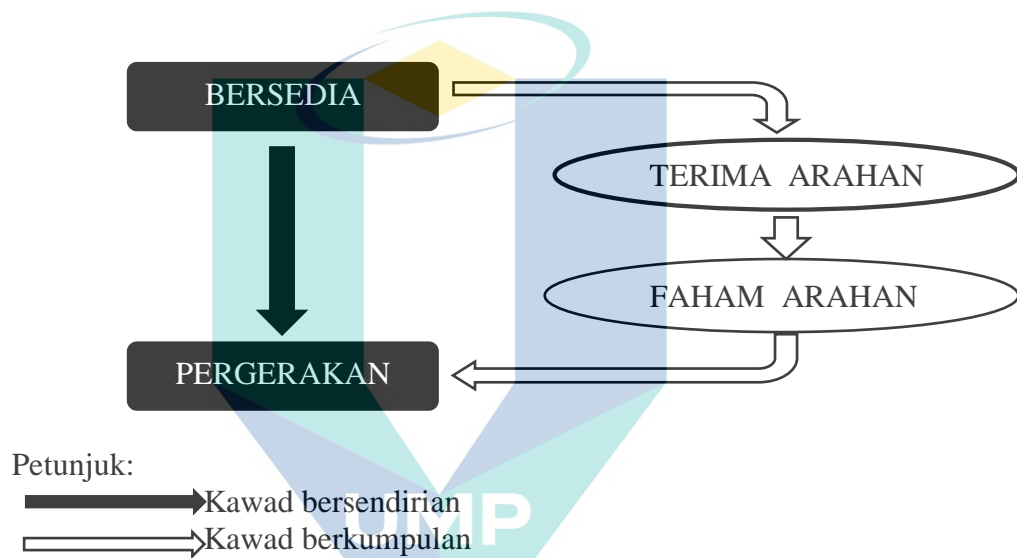 BERSEDIA
TERIMA ARAHAN
FAHAM ARAHAN
PERGERAKAN
Petunjuk:
Kawad bersendirian
Kawad berkumpulan
UMP